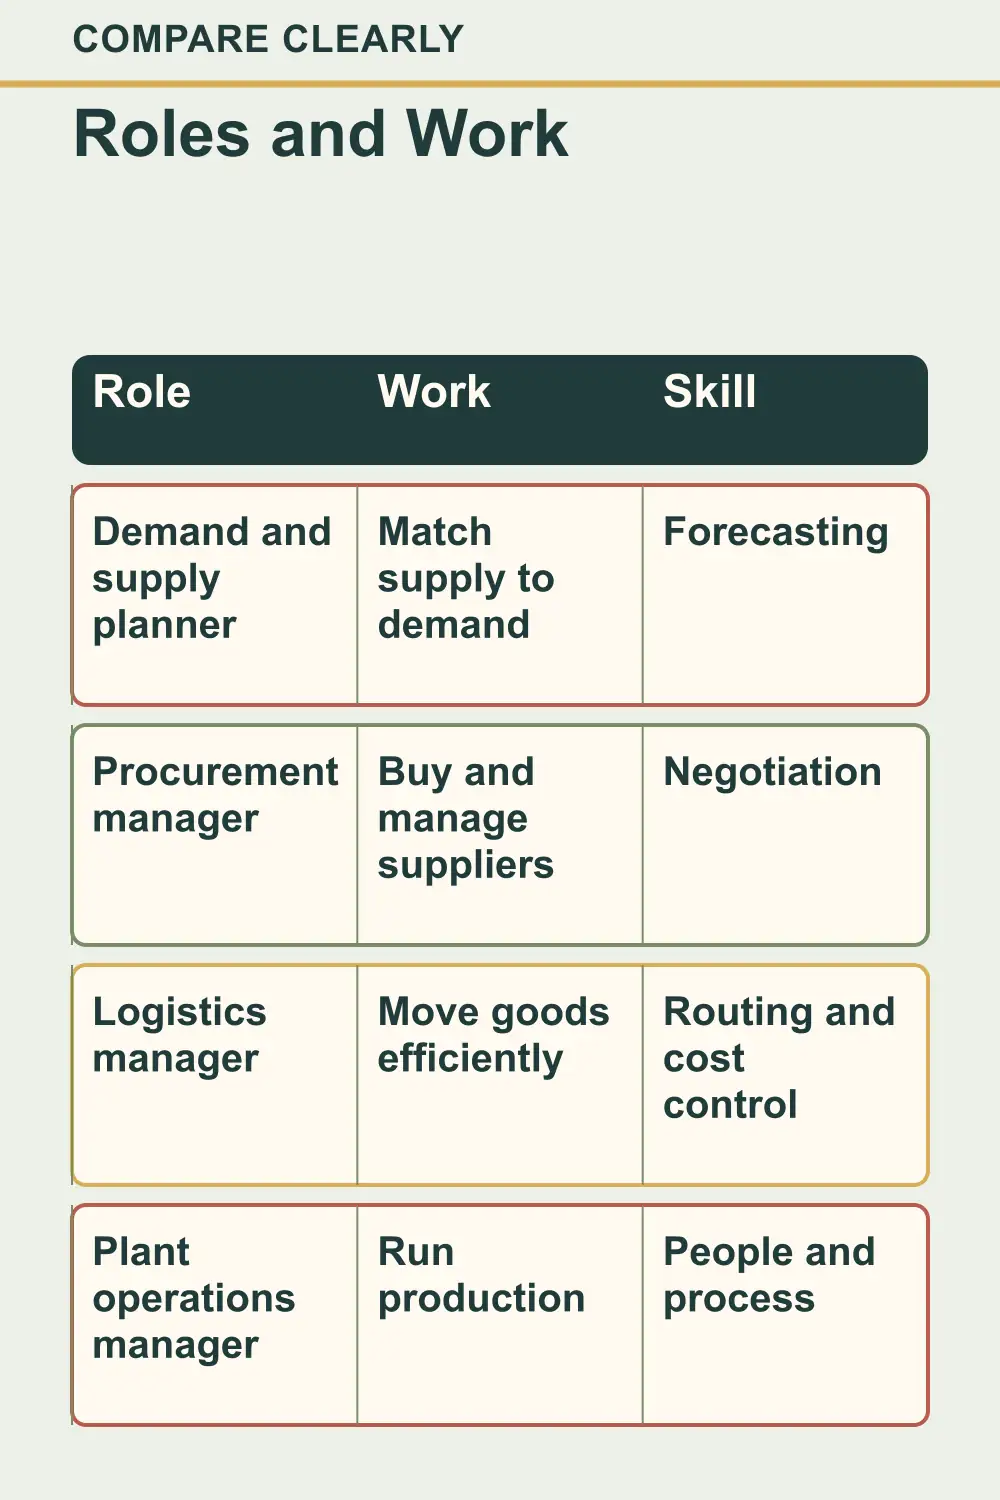 COMPARE CLEARLY
Roles and Work
Role Work Skill
Demand and
supply
planner
Match
supply to
demand
Forecasting
Procurement
manager
Buy and
manage
suppliers
Negotiation
Logistics
manager
Move goods
efficiently
Routing and
cost
control
Plant
operations
manager
Run
production
People and
process